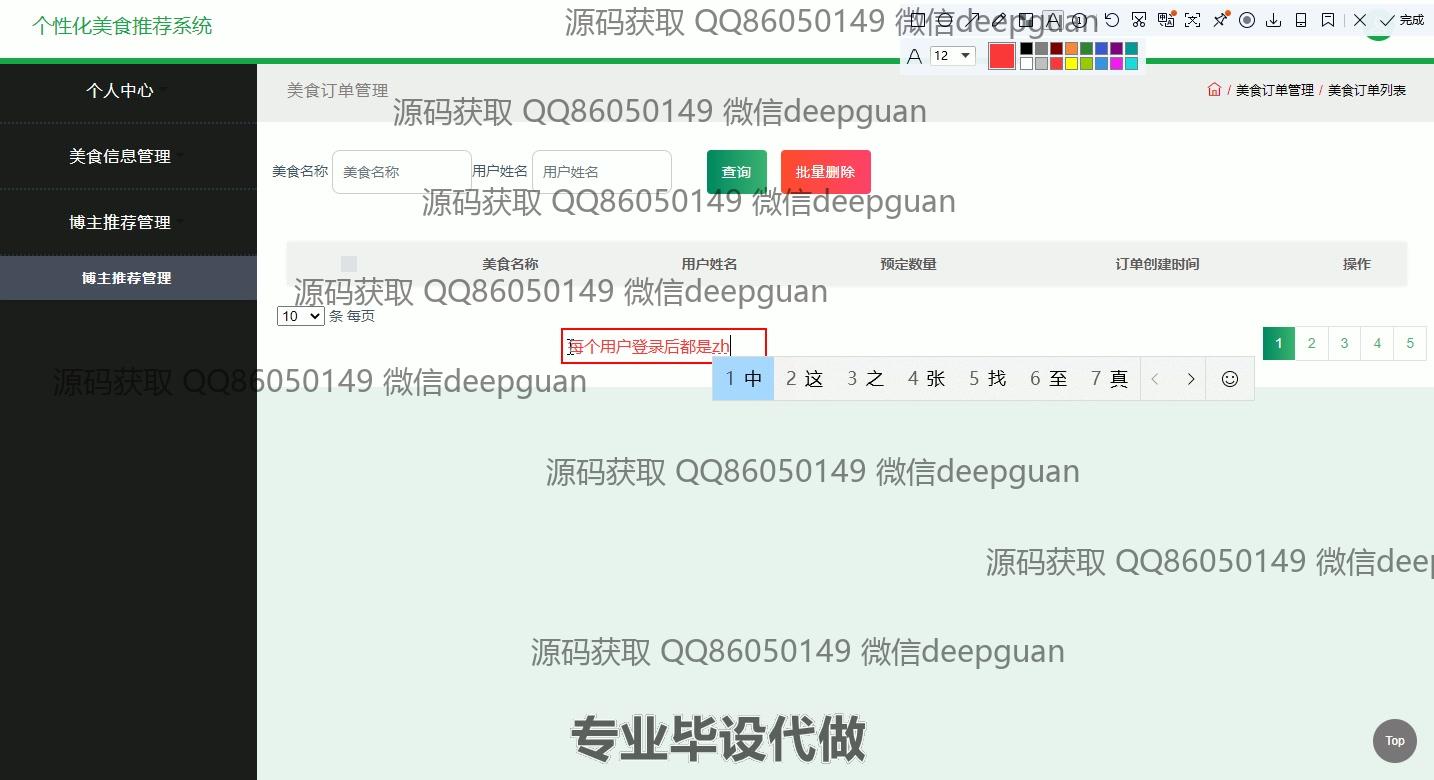 个性化美食推荐系统
源码获取 QQ86050149 微信deepguan
完成
A 12
个人中心
美食订单管理
/ 美食订单管理 / 美食订单列表
源码获取 QQ86050149 微信deepguan
美食信息管理
美食名称 美食名称 用户姓名 用户姓名 查询 批量删除
源码获取 QQ86050149 微信deepguan
博主推荐管理
博主推荐管理
美食名称 用户姓名 预定数量 订单创建时间 操作
源码获取 QQ86050149 微信deepguan
10 条 每页
每个用户登录后都是zh
1 2 3 4 5
1 中 2 这 3 之 4 张 5 找 6 至 7 真
源码获取 QQ86050149 微信deepguan
源码获取 QQ86050149 微信deepguan
源码获取 QQ86050149 微信deep
源码获取 QQ86050149 微信deepguan
专业毕设代做
Top